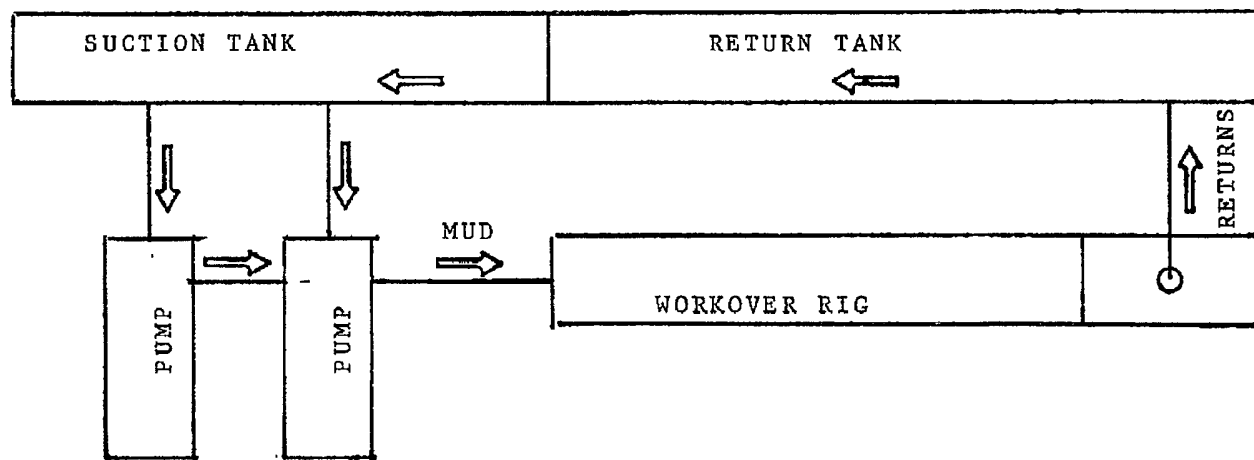 SUCTION TANK
RETURN TANK
RETURNS
MUD
WORKOVER RIG
PUMP
PUMP